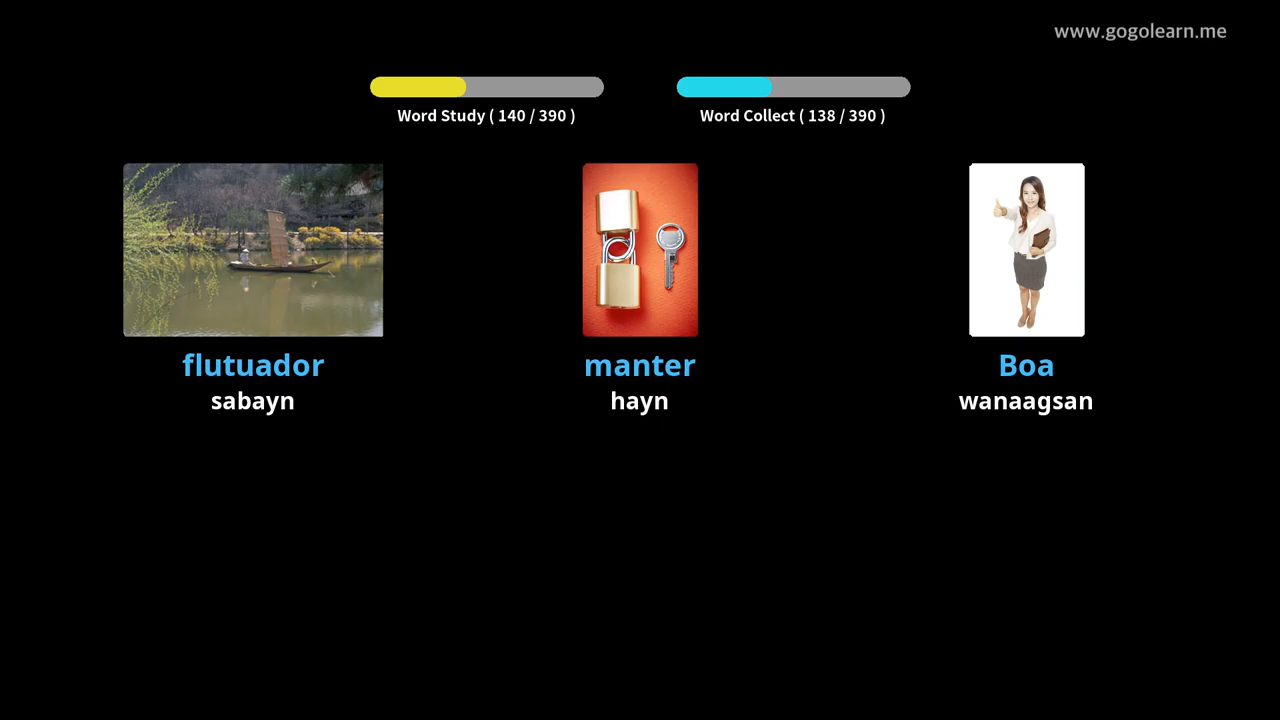 www.gogolearn.me
Word Study ( 140 / 390 )
Word Collect ( 138 / 390 )
flutuador
sabayn
manter
hayn
Boa
wanaagsan